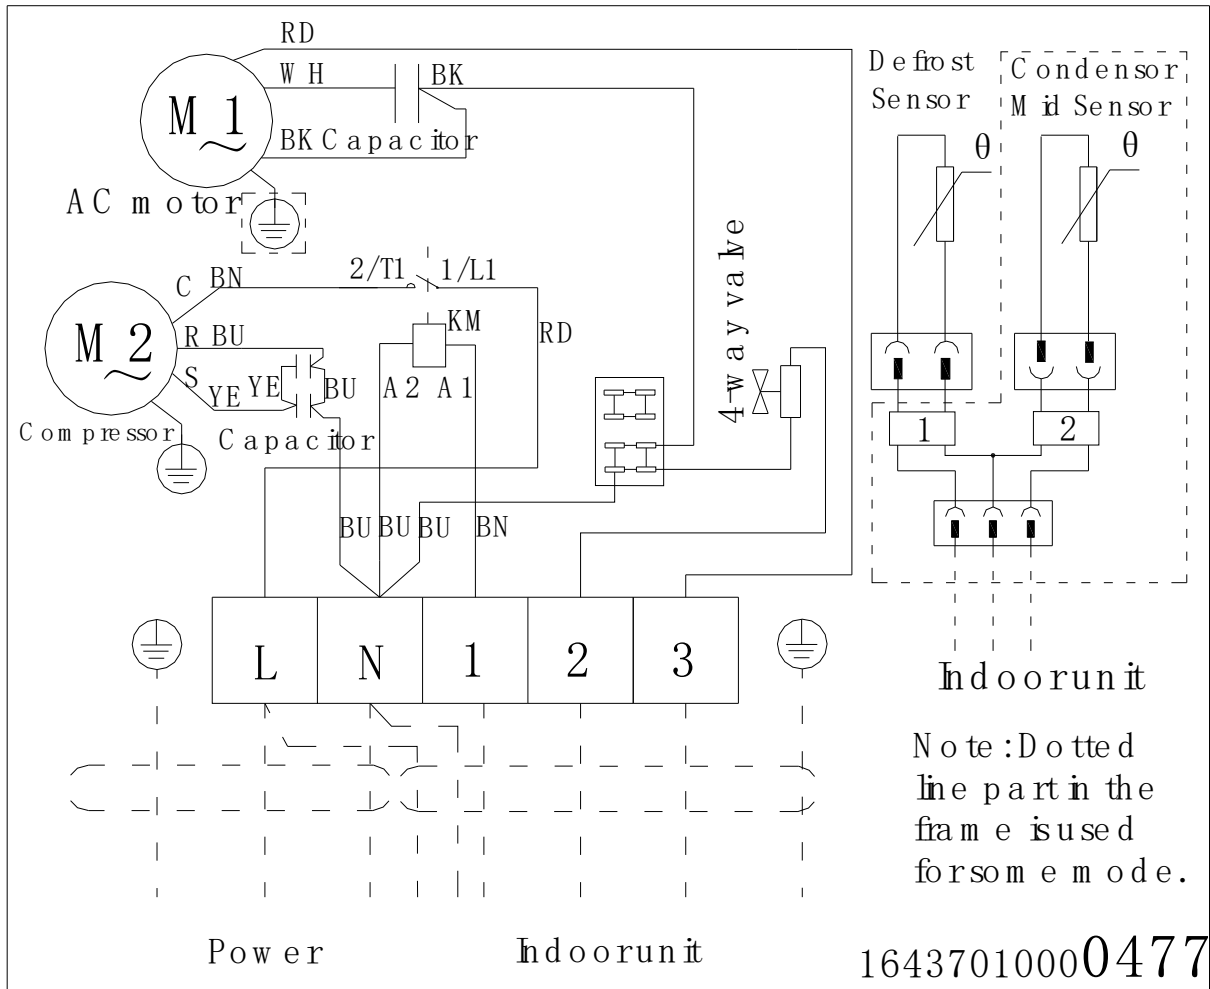 RD
WH
BK
M 1
~
BK Capacitor
AC motor
Defrost
Sensor
Condensor
Mid Sensor
θ
θ
C BN
2/T1
1/L1
KM
RD
M 2
~
R BU
S
YE
YE
BU
A2 A1
Compressor
Capacitor
4-way valve
1
2
BU
BU
BU
BN
L
N
1
2
3
Indoor unit
Note:Dotted
line part in the
frame is used
for some mode.
Power
Indoor unit
16437010000477